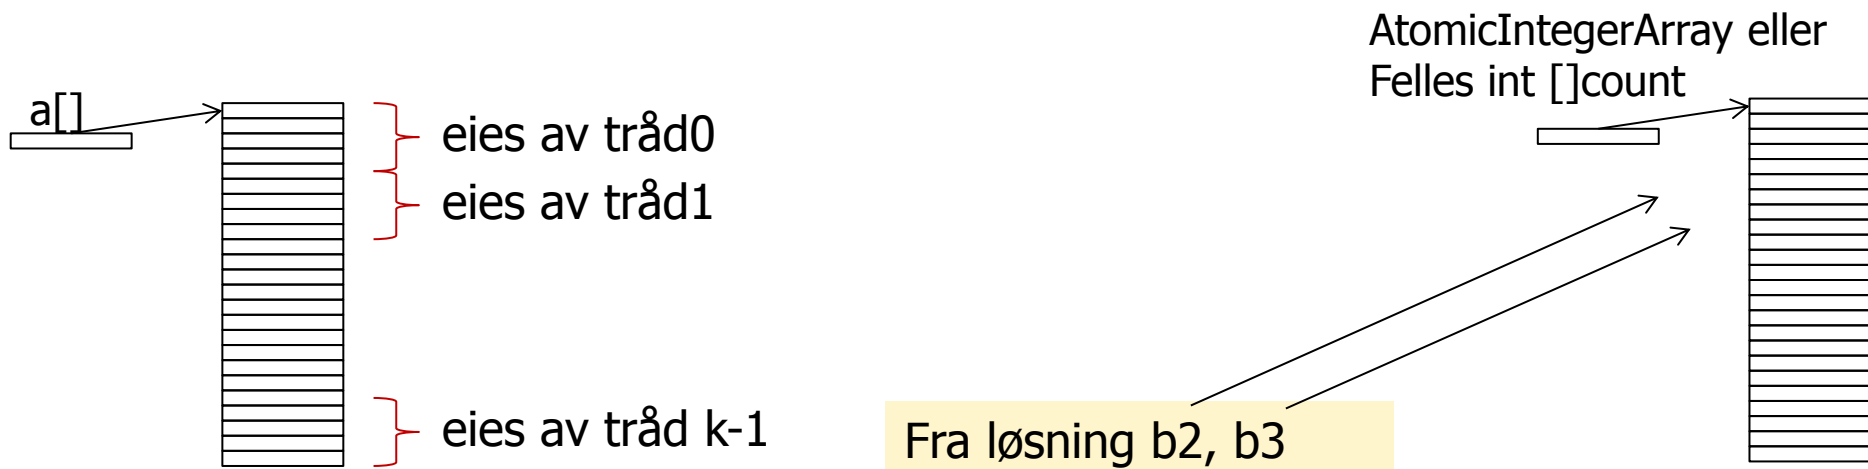 a[]
eies av tråd0
eies av tråd1
eies av tråd k-1
AtomicIntegerArray eller
Felles int []count
Fra løsning b2, b3